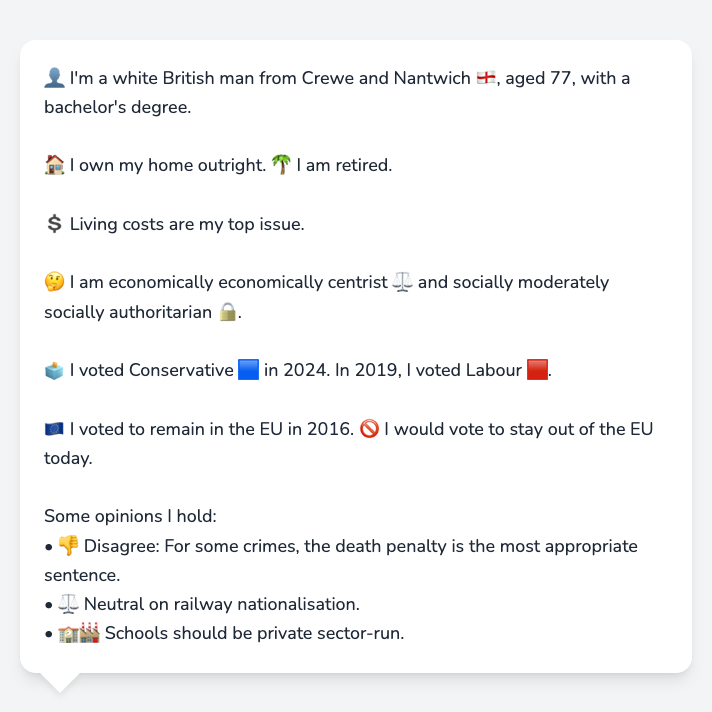 👤 I'm a white British man from Crewe and Nantwich 🏴󠁧󠁢󠁥󠁮󠁧󠁿, aged 77, with a
bachelor's degree.
🏠 I own my home outright. 🌴 I am retired.
💲 Living costs are my top issue.
🤔 I am economically economically centrist ⚖️ and socially moderately
socially authoritarian 🔒.
🗳️ I voted Conservative 🟦 in 2024. In 2019, I voted Labour 🟥.
🇪🇺 I voted to remain in the EU in 2016. 🚫 I would vote to stay out of the EU
today.
Some opinions I hold:
• 👎 Disagree: For some crimes, the death penalty is the most appropriate
sentence.
• ⚖️ Neutral on railway nationalisation.
• 🏫🏭 Schools should be private sector-run.